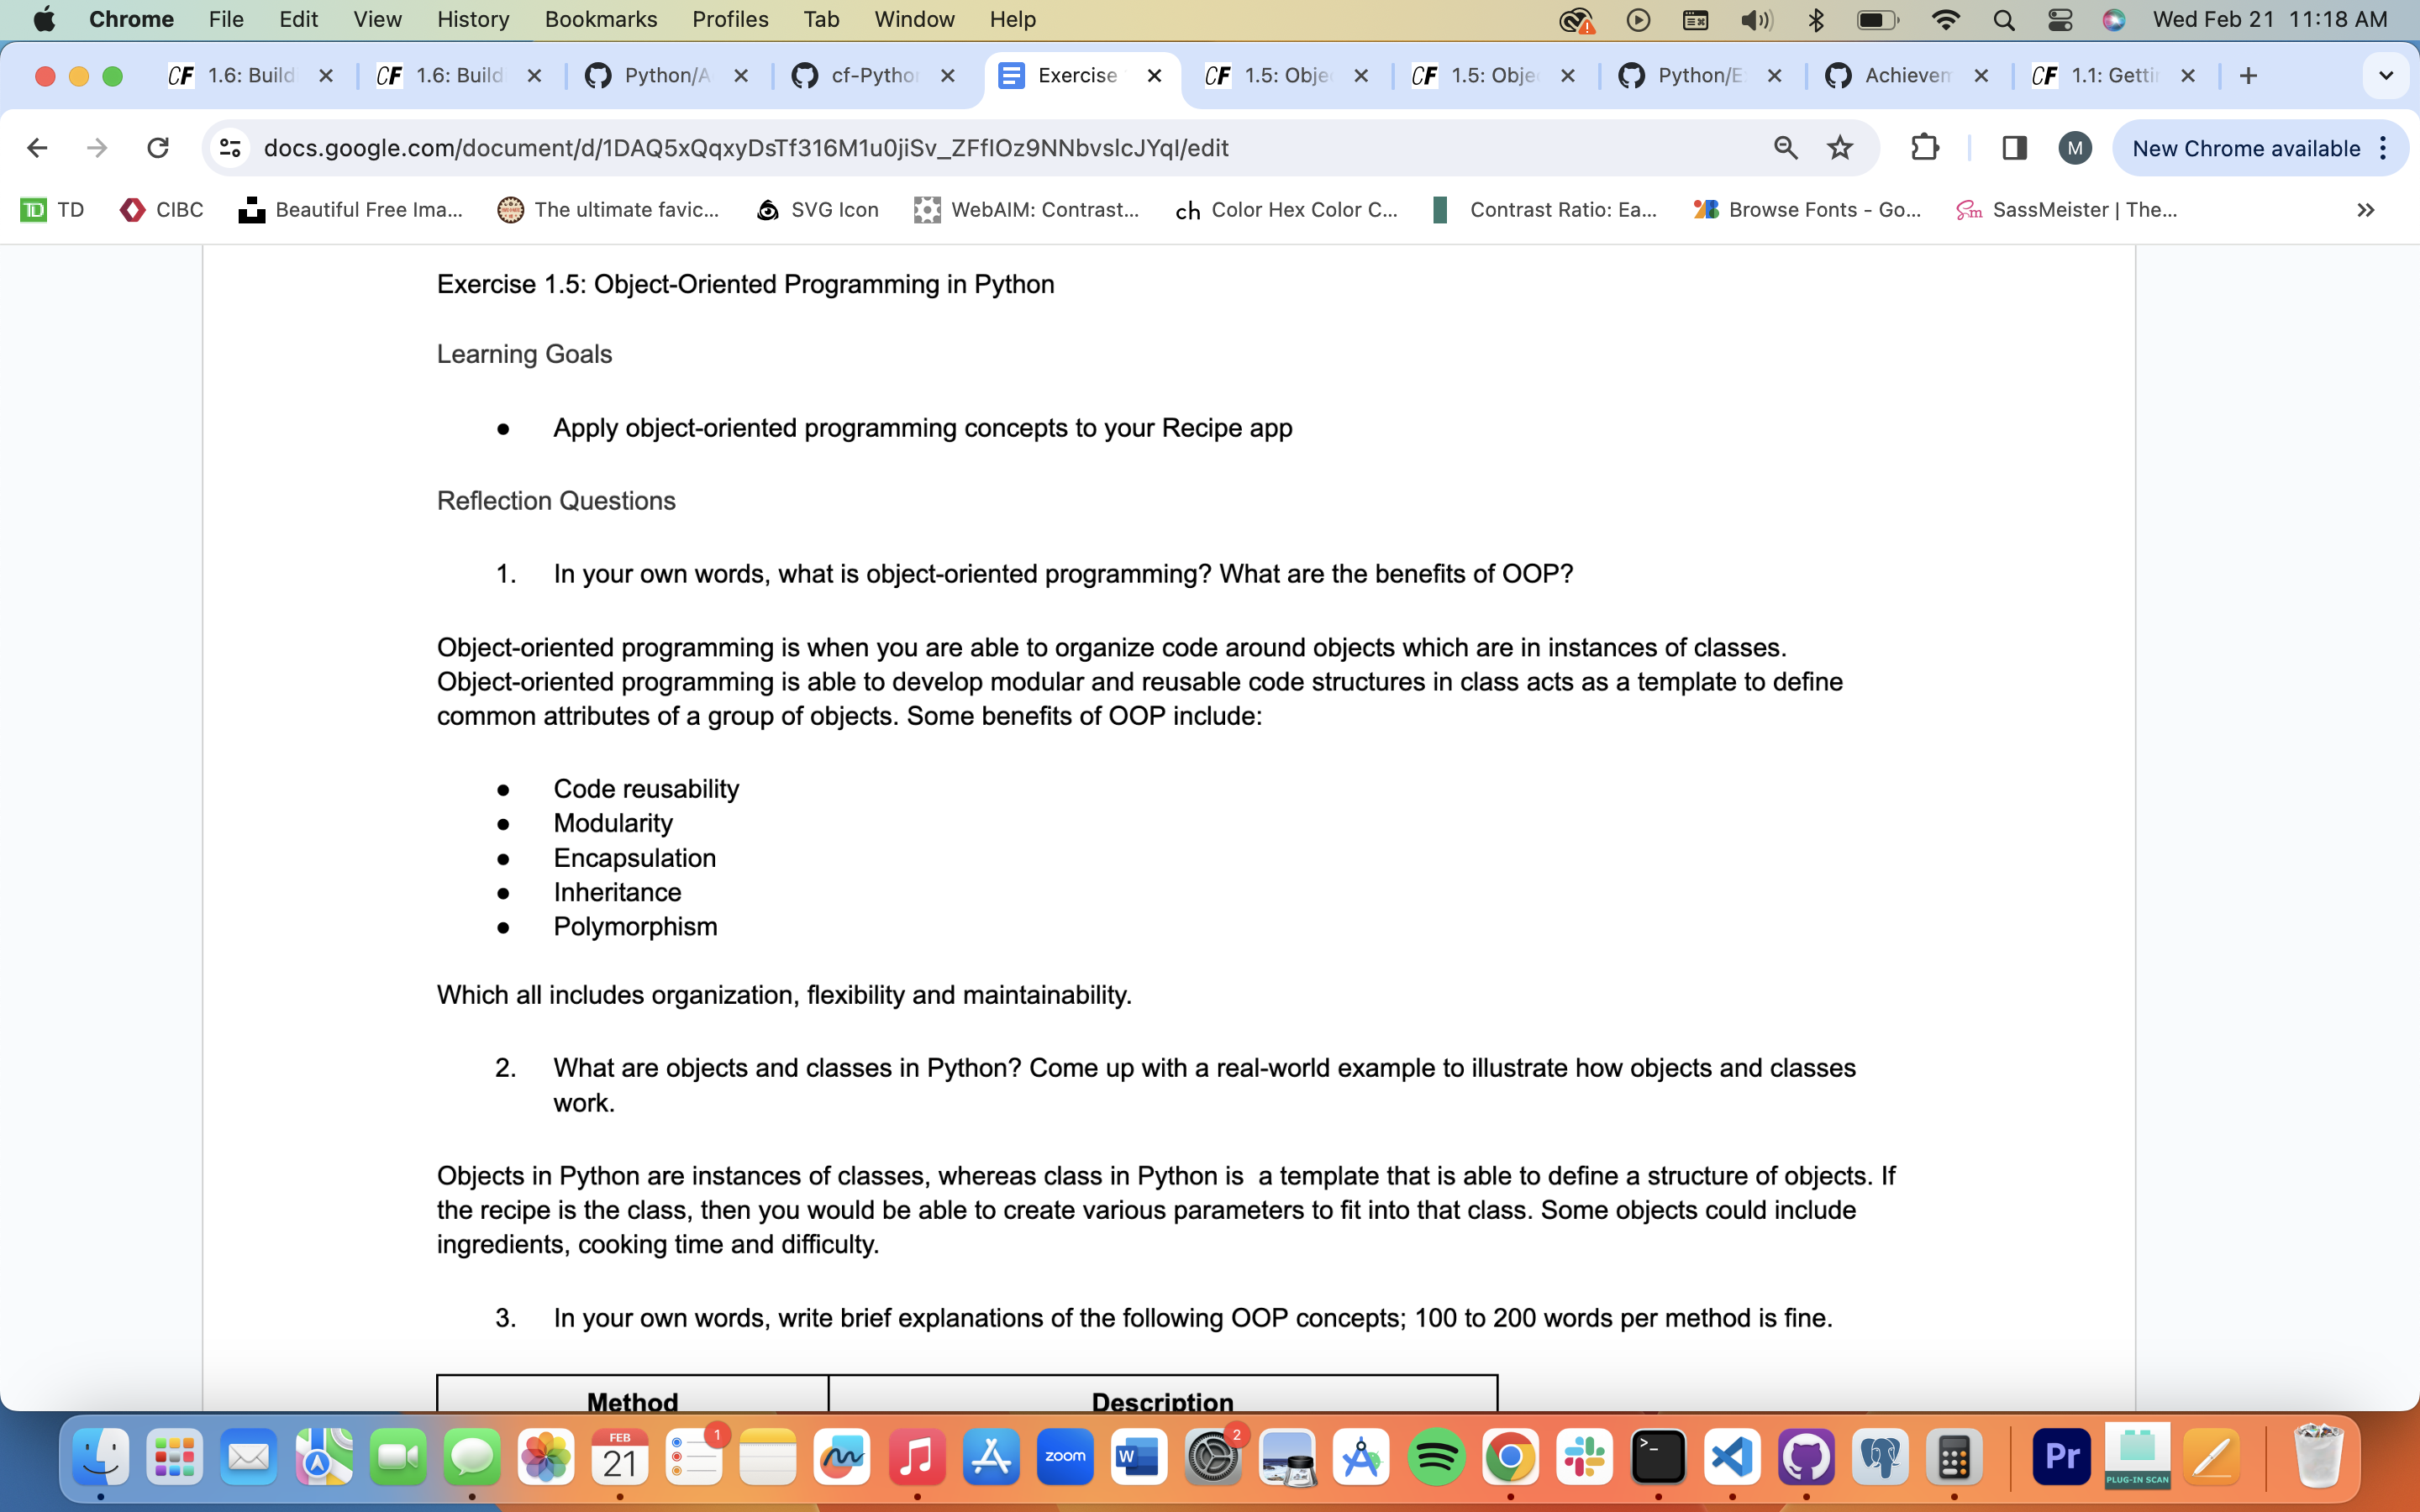 Chrome File Edit View History Bookmarks Profiles Tab Window Help Wed Feb 21 11:18 AM
CF 1.6: Build CF 1.6: Build Python/A cf-Python Exercise CF 1.5: Obje CF 1.5: Obje Python/E Achievem CF 1.1: Getti
docs.google.com/document/d/1DAQ5xQqxyDsTf316M1u0jiSv_ZFfIOz9NNbvsIcJYqI/edit M New Chrome available
TD TD CIBC Beautiful Free Ima... The ultimate favic... SVG Icon WebAIM: Contrast... ch Color Hex Color C... Contrast Ratio: Ea... Browse Fonts - Go... Sm SassMeister | The... »
Exercise 1.5: Object-Oriented Programming in Python
Learning Goals
● Apply object-oriented programming concepts to your Recipe app
Reflection Questions
1. In your own words, what is object-oriented programming? What are the benefits of OOP?
Object-oriented programming is when you are able to organize code around objects which are in instances of classes.
Object-oriented programming is able to develop modular and reusable code structures in class acts as a template to define
common attributes of a group of objects. Some benefits of OOP include:
● Code reusability
● Modularity
● Encapsulation
● Inheritance
● Polymorphism
Which all includes organization, flexibility and maintainability.
2. What are objects and classes in Python? Come up with a real-world example to illustrate how objects and classes
work.
Objects in Python are instances of classes, whereas class in Python is  a template that is able to define a structure of objects. If
the recipe is the class, then you would be able to create various parameters to fit into that class. Some objects could include
ingredients, cooking time and difficulty.
3. In your own words, write brief explanations of the following OOP concepts; 100 to 200 words per method is fine.
Method Description
FEB 21 1 zoom W 2 >_ Pr PLUG-IN SCAN